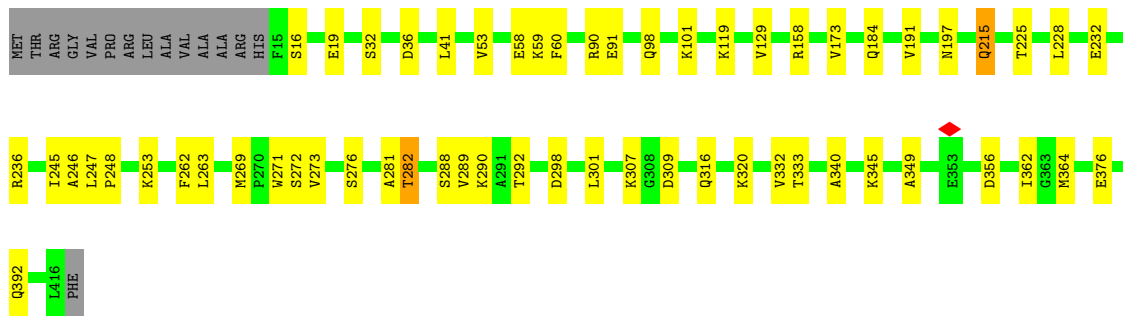 MET THR ARG GLY VAL PRO ARG LEU ALA VAL ALA ALA ARG HIS F15 S16 E19 S32 D36 L41 V53 E58 K59 F60 R90 E91 Q98 K101 K119 V129 R158 V173 Q184 V191 N197 Q215 T225 L228 E232
R236 I245 A246 L247 P248 K253 F262 L263 M269 P270 W271 S272 V273 S276 A281 T282 S288 V289 K290 A291 T292 D298 L301 K307 G308 D309 Q316 K320 V332 T333 A340 K345 A349 E353 D356 I362 G363 M364 E376
Q392 L416 PHE